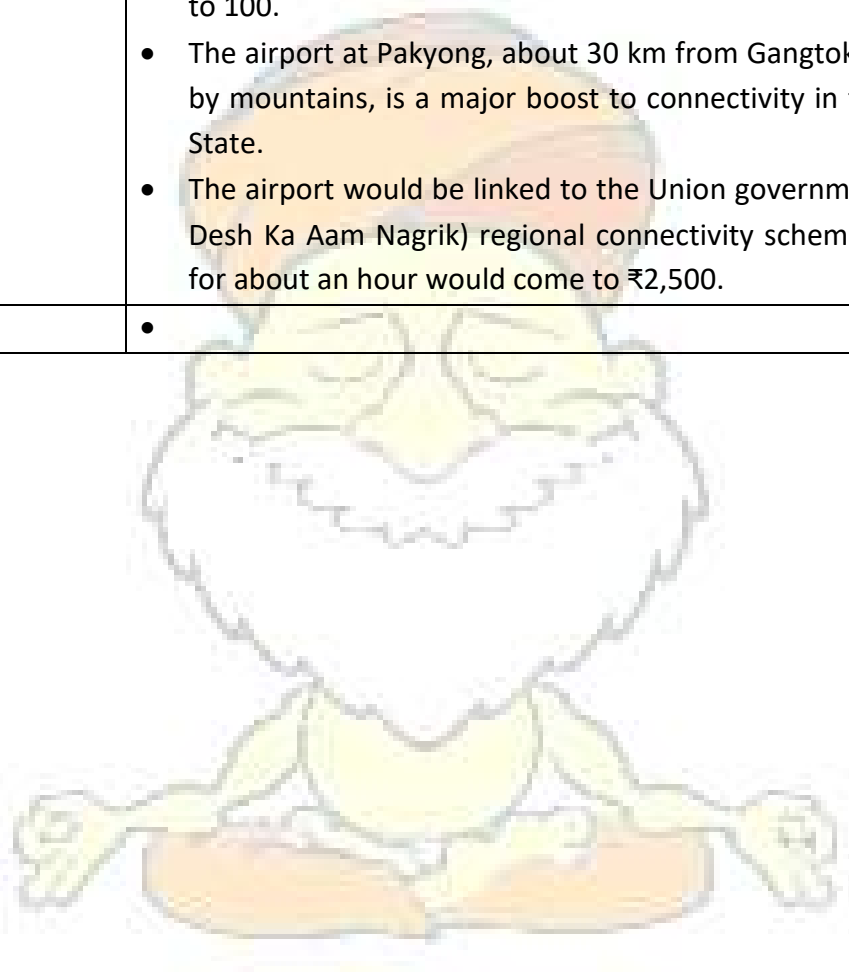 to 100.
• The airport at Pakyong, about 30 km from Gangtok
by mountains, is a major boost to connectivity in
State.
• The airport would be linked to the Union governm
Desh Ka Aam Nagrik) regional connectivity schem
for about an hour would come to ₹2,500.
•